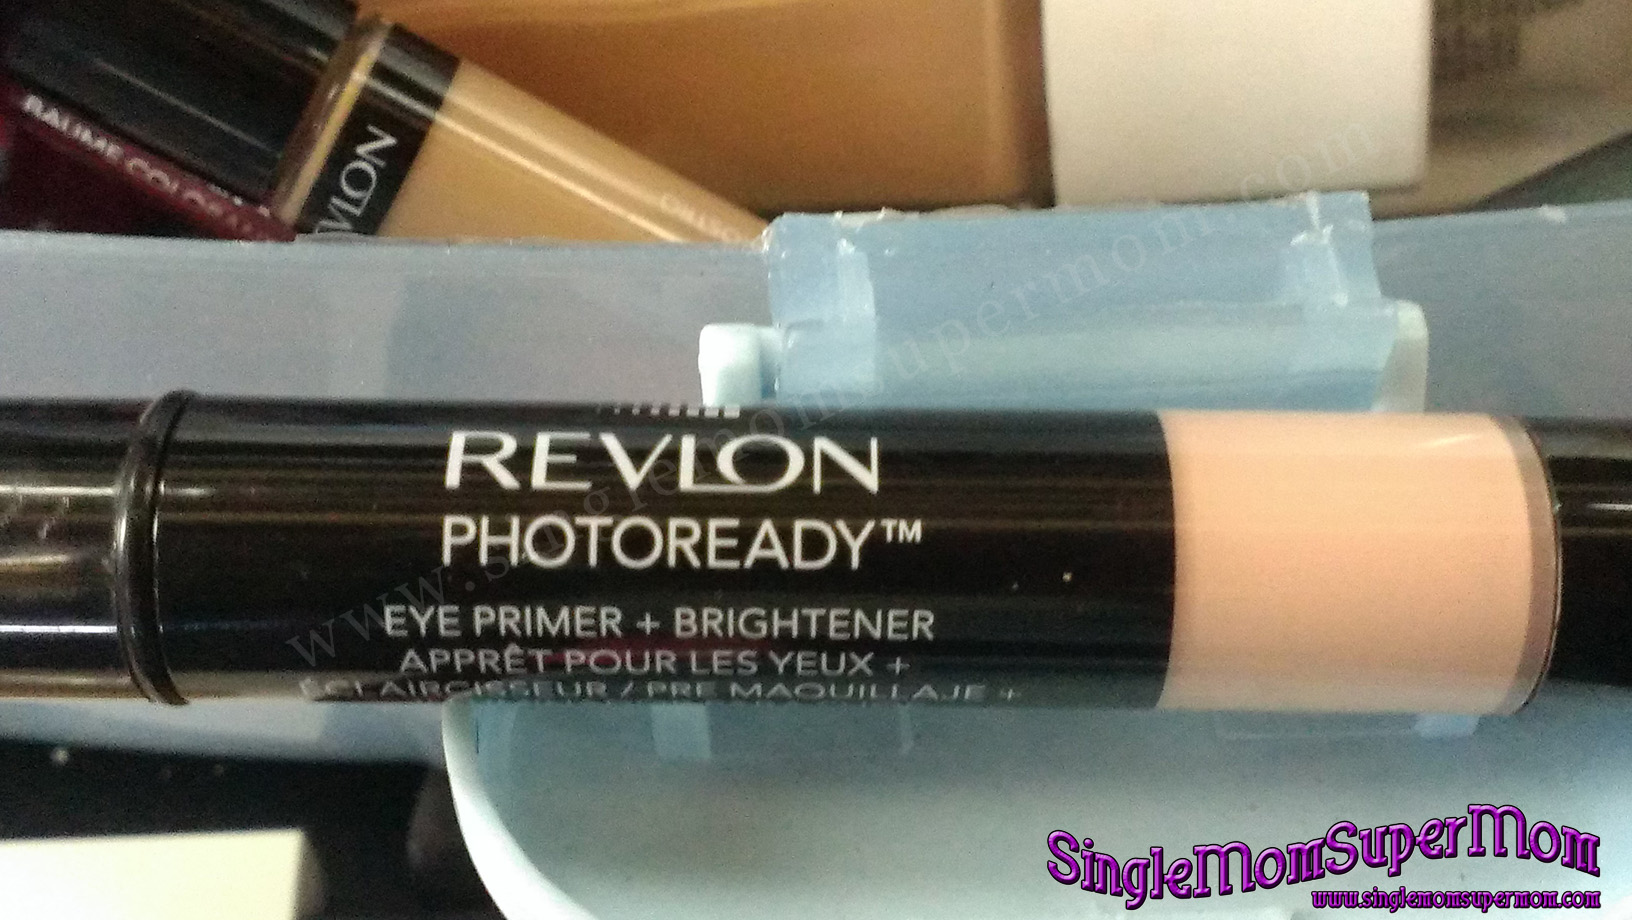 BAUME COLOR
VLON
REVLON
PHOTOREADY™
EYE PRIMER + BRIGHTENER
APPRÊT POUR LES YEUX +
ÉCLAIRCISSEUR / PRE MAQUILLAJE +
www.singlemomsupermom.com
SingleMomSuperMom
www.singlemomsupermom.com